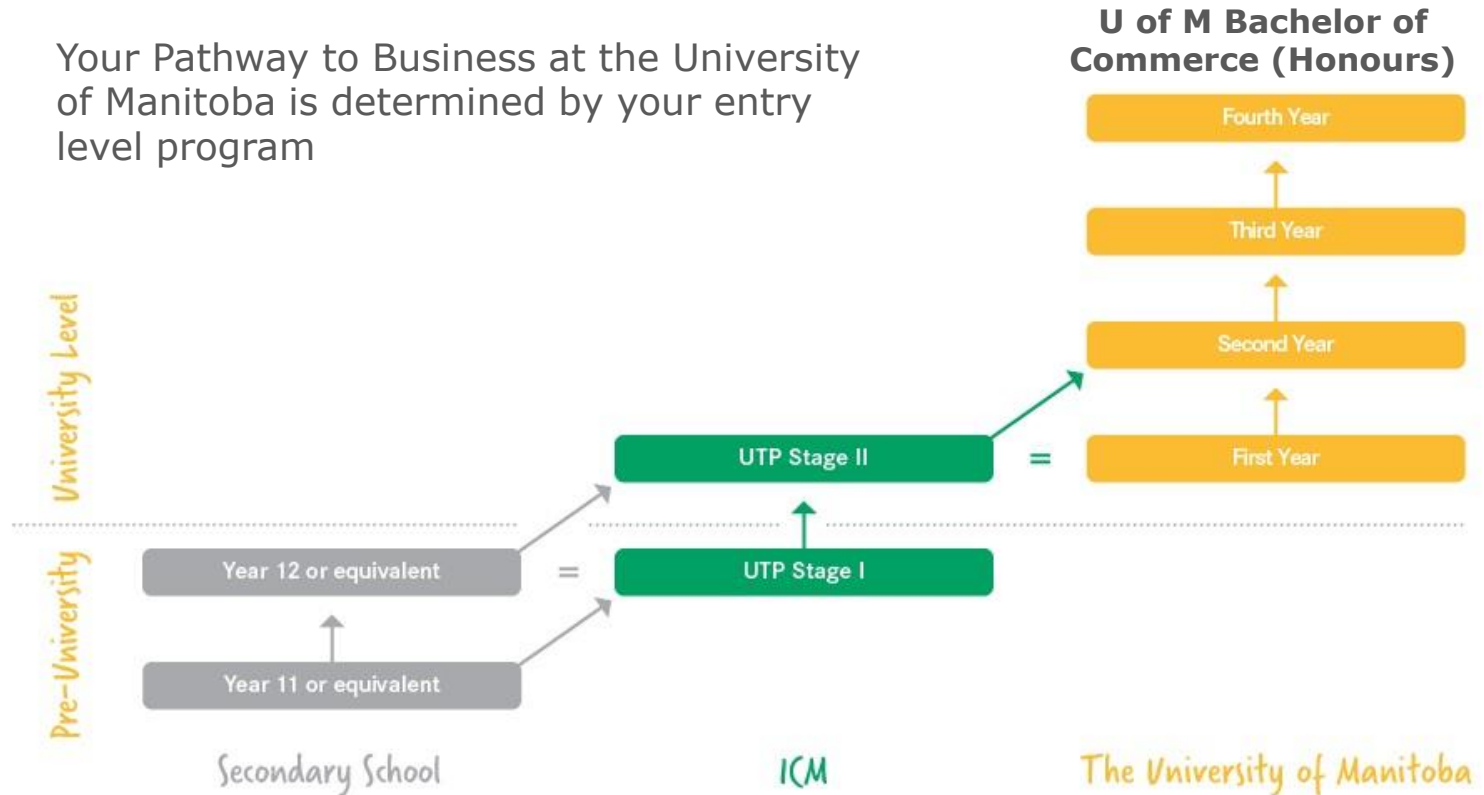 Your Pathway to Business at the University
of Manitoba is determined by your entry
level program
U of M Bachelor of
Commerce (Honours)
Fourth Year
Third Year
Second Year
University Level
UTP Stage II
=
First Year
Pre-University
Year 12 or equivalent
=
UTP Stage I
Year 11 or equivalent
Secondary School
ICM
The University of Manitoba